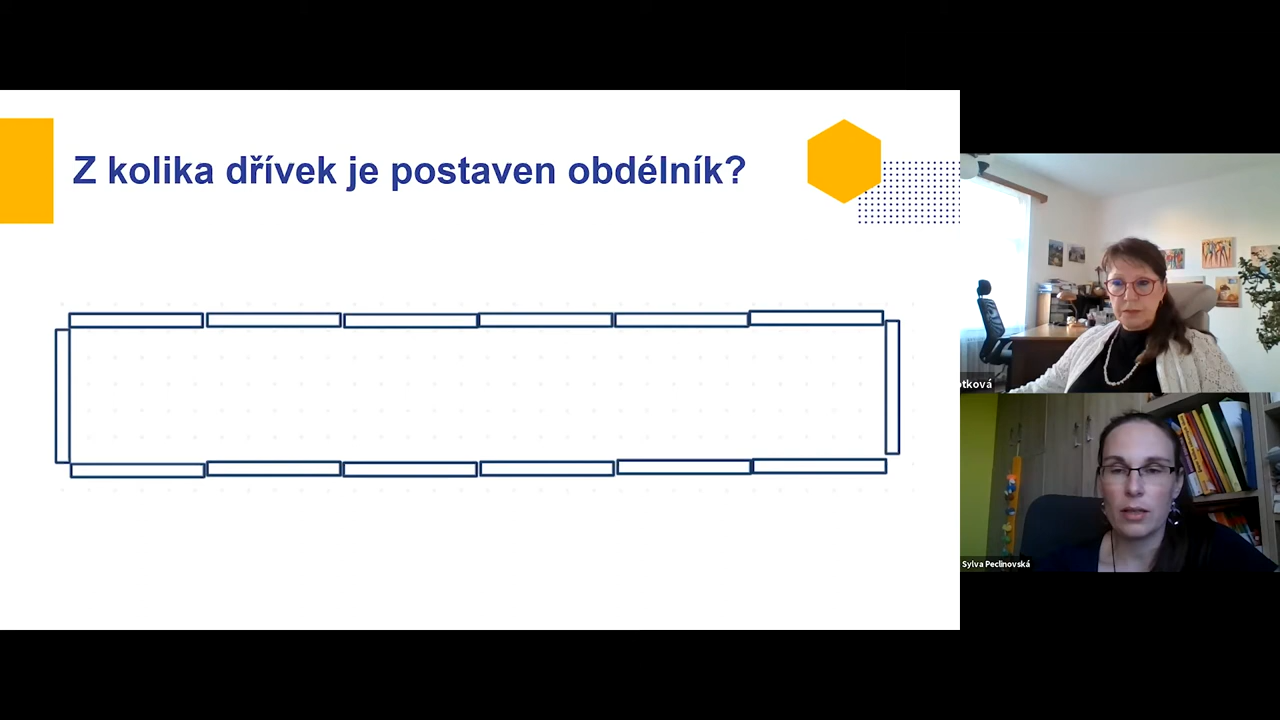 Z kolika dřívek je postaven obdélník?
Sylva Peclinovská